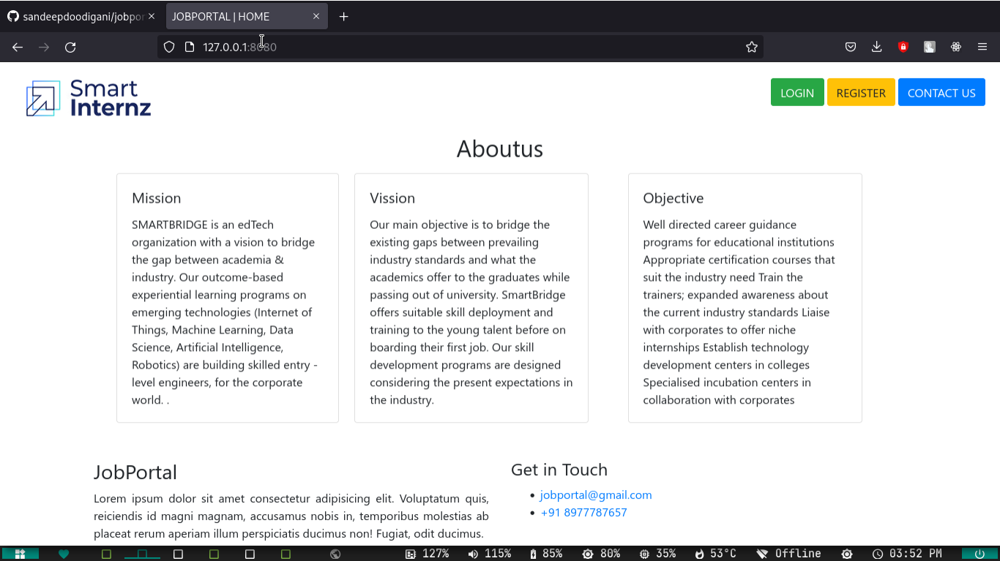 sandeepdoodigani/jobpor
JOBPORTAL | HOME
127.0.0.1:8080
Smart
Internz
LOGIN REGISTER CONTACT US
Aboutus
Mission
SMARTBRIDGE is an edTech
organization with a vision to bridge
the gap between academia &
industry. Our outcome-based
experiential learning programs on
emerging technologies (Internet of
Things, Machine Learning, Data
Science, Artificial Intelligence,
Robotics) are building skilled entry -
level engineers, for the corporate
world. .
Vission
Our main objective is to bridge the
existing gaps between prevailing
industry standards and what the
academics offer to the graduates while
passing out of university. SmartBridge
offers suitable skill deployment and
training to the young talent before on
boarding their first job. Our skill
development programs are designed
considering the present expectations in
the industry.
Objective
Well directed career guidance
programs for educational institutions
Appropriate certification courses that
suit the industry need Train the
trainers; expanded awareness about
the current industry standards Liaise
with corporates to offer niche
internships Establish technology
development centers in colleges
Specialised incubation centers in
collaboration with corporates
JobPortal
Lorem ipsum dolor sit amet consectetur adipisicing elit. Voluptatum quis,
reiciendis id magni magnam, accusamus nobis in, temporibus molestias ab
placeat rerum aperiam illum perspiciatis ducimus non! Fugiat, odit ducimus.
Get in Touch
jobportal@gmail.com
+91 8977787657
127% 115% 85% 80% 35% 53°C Offline 03:52 PM